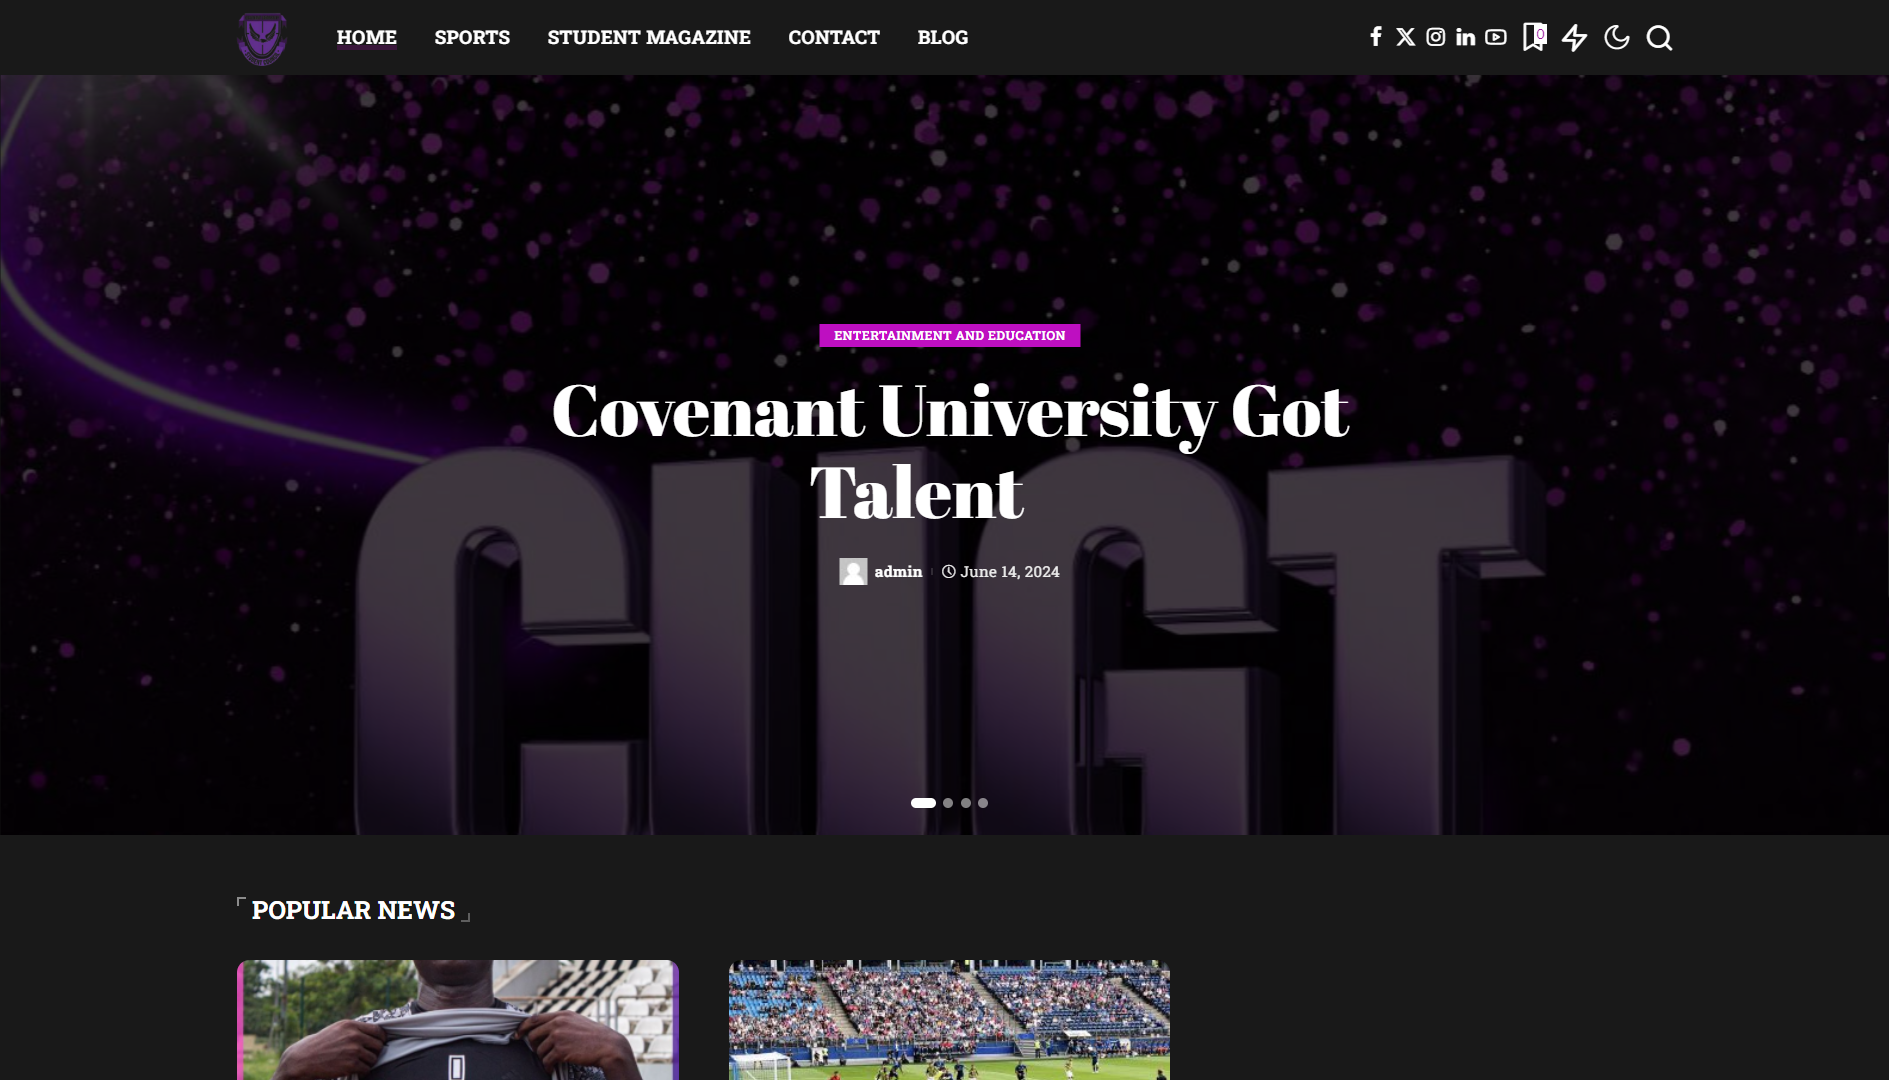 HOME SPORTS STUDENT MAGAZINE CONTACT BLOG
0
ENTERTAINMENT AND EDUCATION
Covenant University Got
Talent
admin June 14, 2024
CUGT
POPULAR NEWS